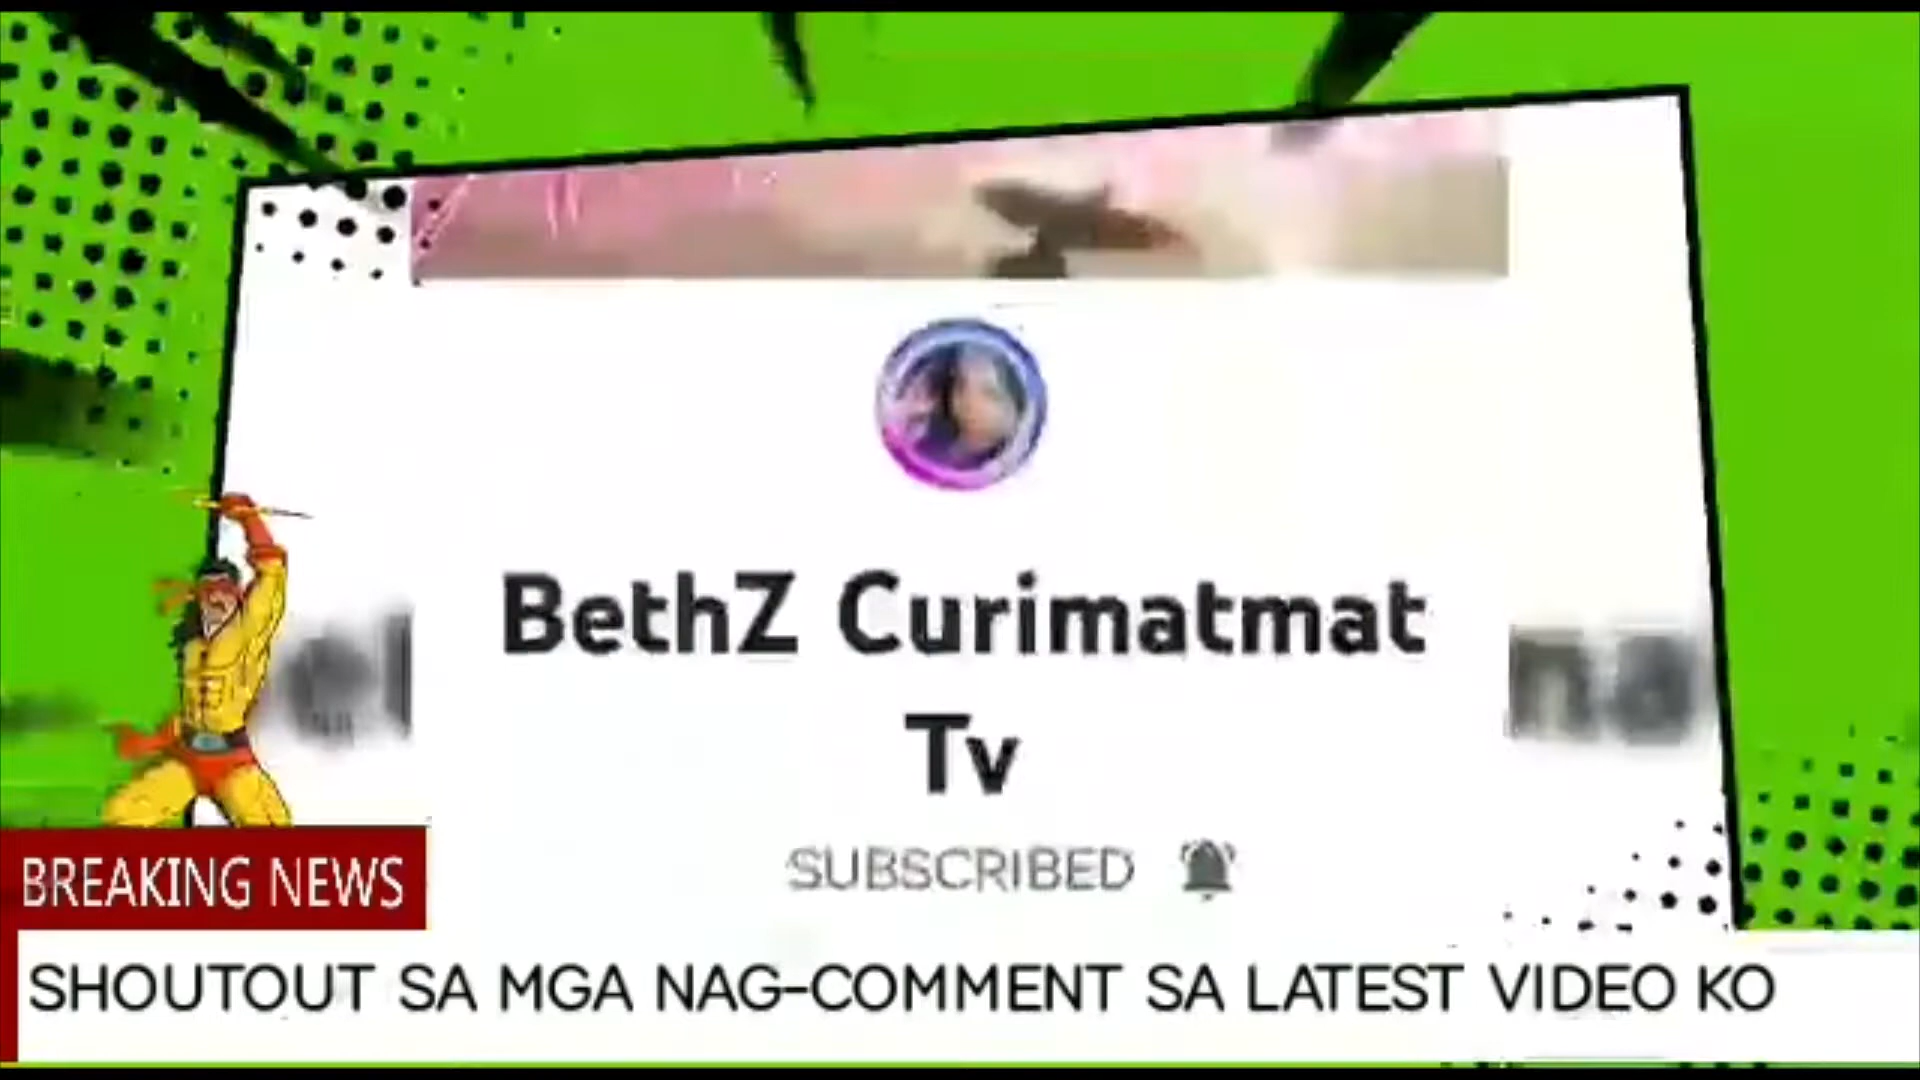 BethZ Curimatmat
Tv
SUBSCRIBED
BREAKING NEWS
SHOUTOUT SA MGA NAG-COMMENT SA LATEST VIDEO KO